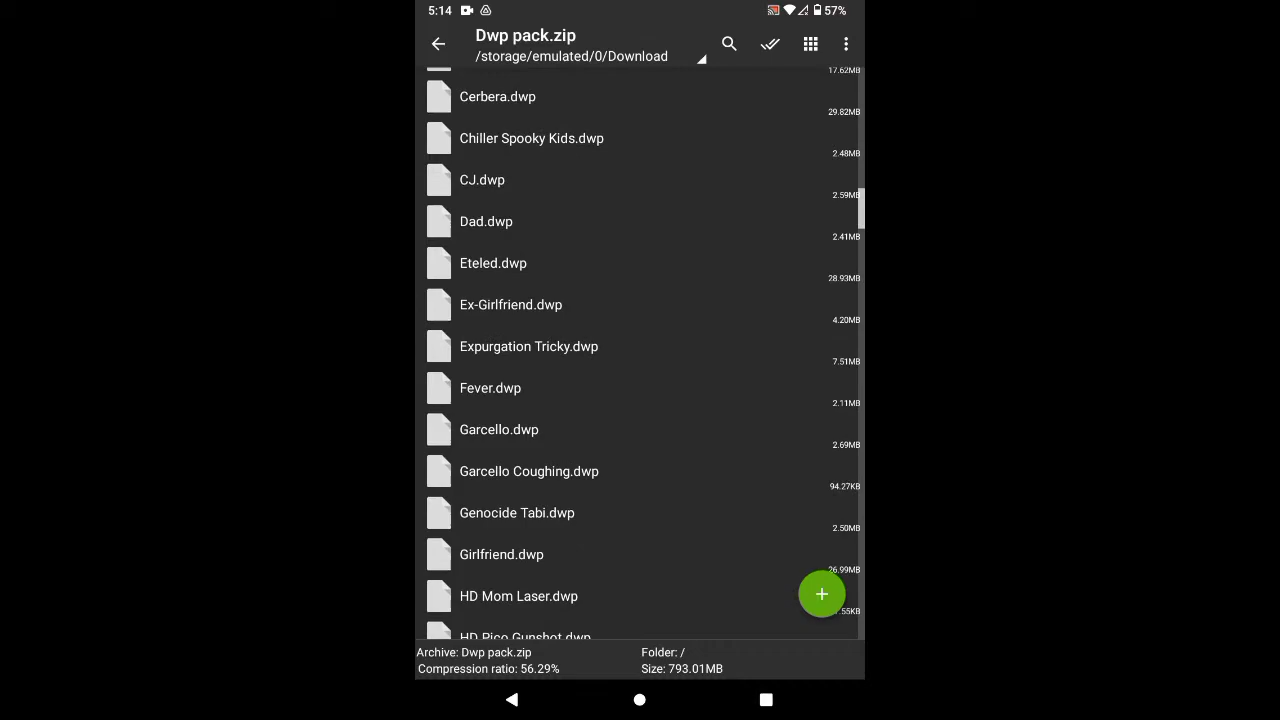 5:14
57%
Dwp pack.zip
/storage/emulated/0/Download
17.62MB
Cerbera.dwp
29.82MB
Chiller Spooky Kids.dwp
2.48MB
CJ.dwp
2.59MB
Dad.dwp
2.41MB
Eteled.dwp
28.93MB
Ex-Girlfriend.dwp
4.20MB
Expurgation Tricky.dwp
7.51MB
Fever.dwp
2.11MB
Garcello.dwp
2.69MB
Garcello Coughing.dwp
94.27KB
Genocide Tabi.dwp
2.50MB
Girlfriend.dwp
26.99MB
HD Mom Laser.dwp
HD Pico Gunshot.dwp
Archive: Dwp pack.zip
Folder: /
Compression ratio: 56.29%
Size: 793.01MB